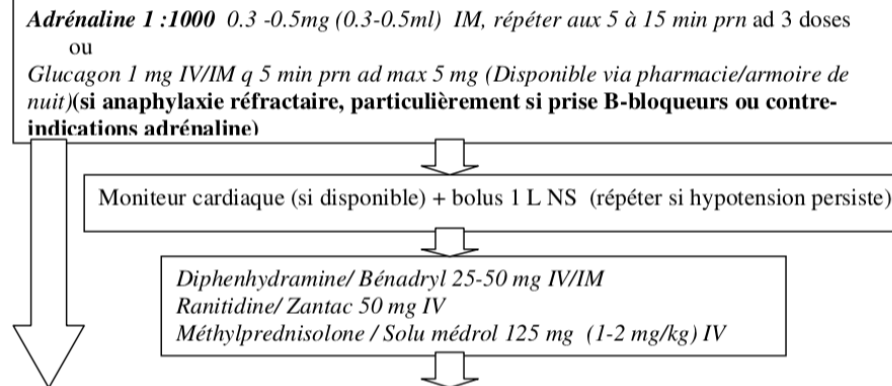 Adrénaline 1 :1000 0.3 -0.5mg (0.3-0.5ml) IM, répéter aux 5 à 15 min prn ad 3 doses
ou
Glucagon 1 mg IV/IM q 5 min prn ad max 5 mg (Disponible via pharmacie/armoire de
nuit)(si anaphylaxie réfractaire, particulièrement si prise B-bloqueurs ou contre-
indications adrénaline)
Moniteur cardiaque (si disponible) + bolus 1 L NS (répéter si hypotension persiste)
Diphenhydramine/ Bénadryl 25-50 mg IV/IM
Ranitidine/ Zantac 50 mg IV
Méthylprednisolone / Solu médrol 125 mg (1-2 mg/kg) IV